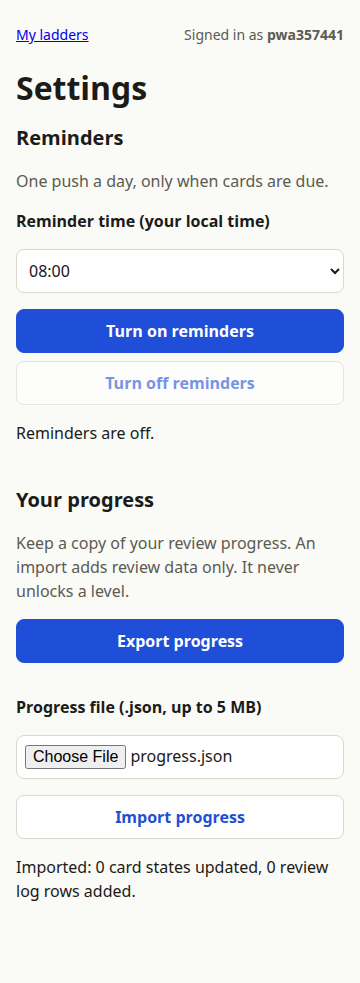 My ladders
Signed in as pwa357441
Settings
Reminders
One push a day, only when cards are due.
Reminder time (your local time)
08:00
Turn on reminders
Turn off reminders
Reminders are off.
Your progress
Keep a copy of your review progress. An
import adds review data only. It never
unlocks a level.
Export progress
Progress file (.json, up to 5 MB)
Choose File progress.json
Import progress
Imported: 0 card states updated, 0 review
log rows added.